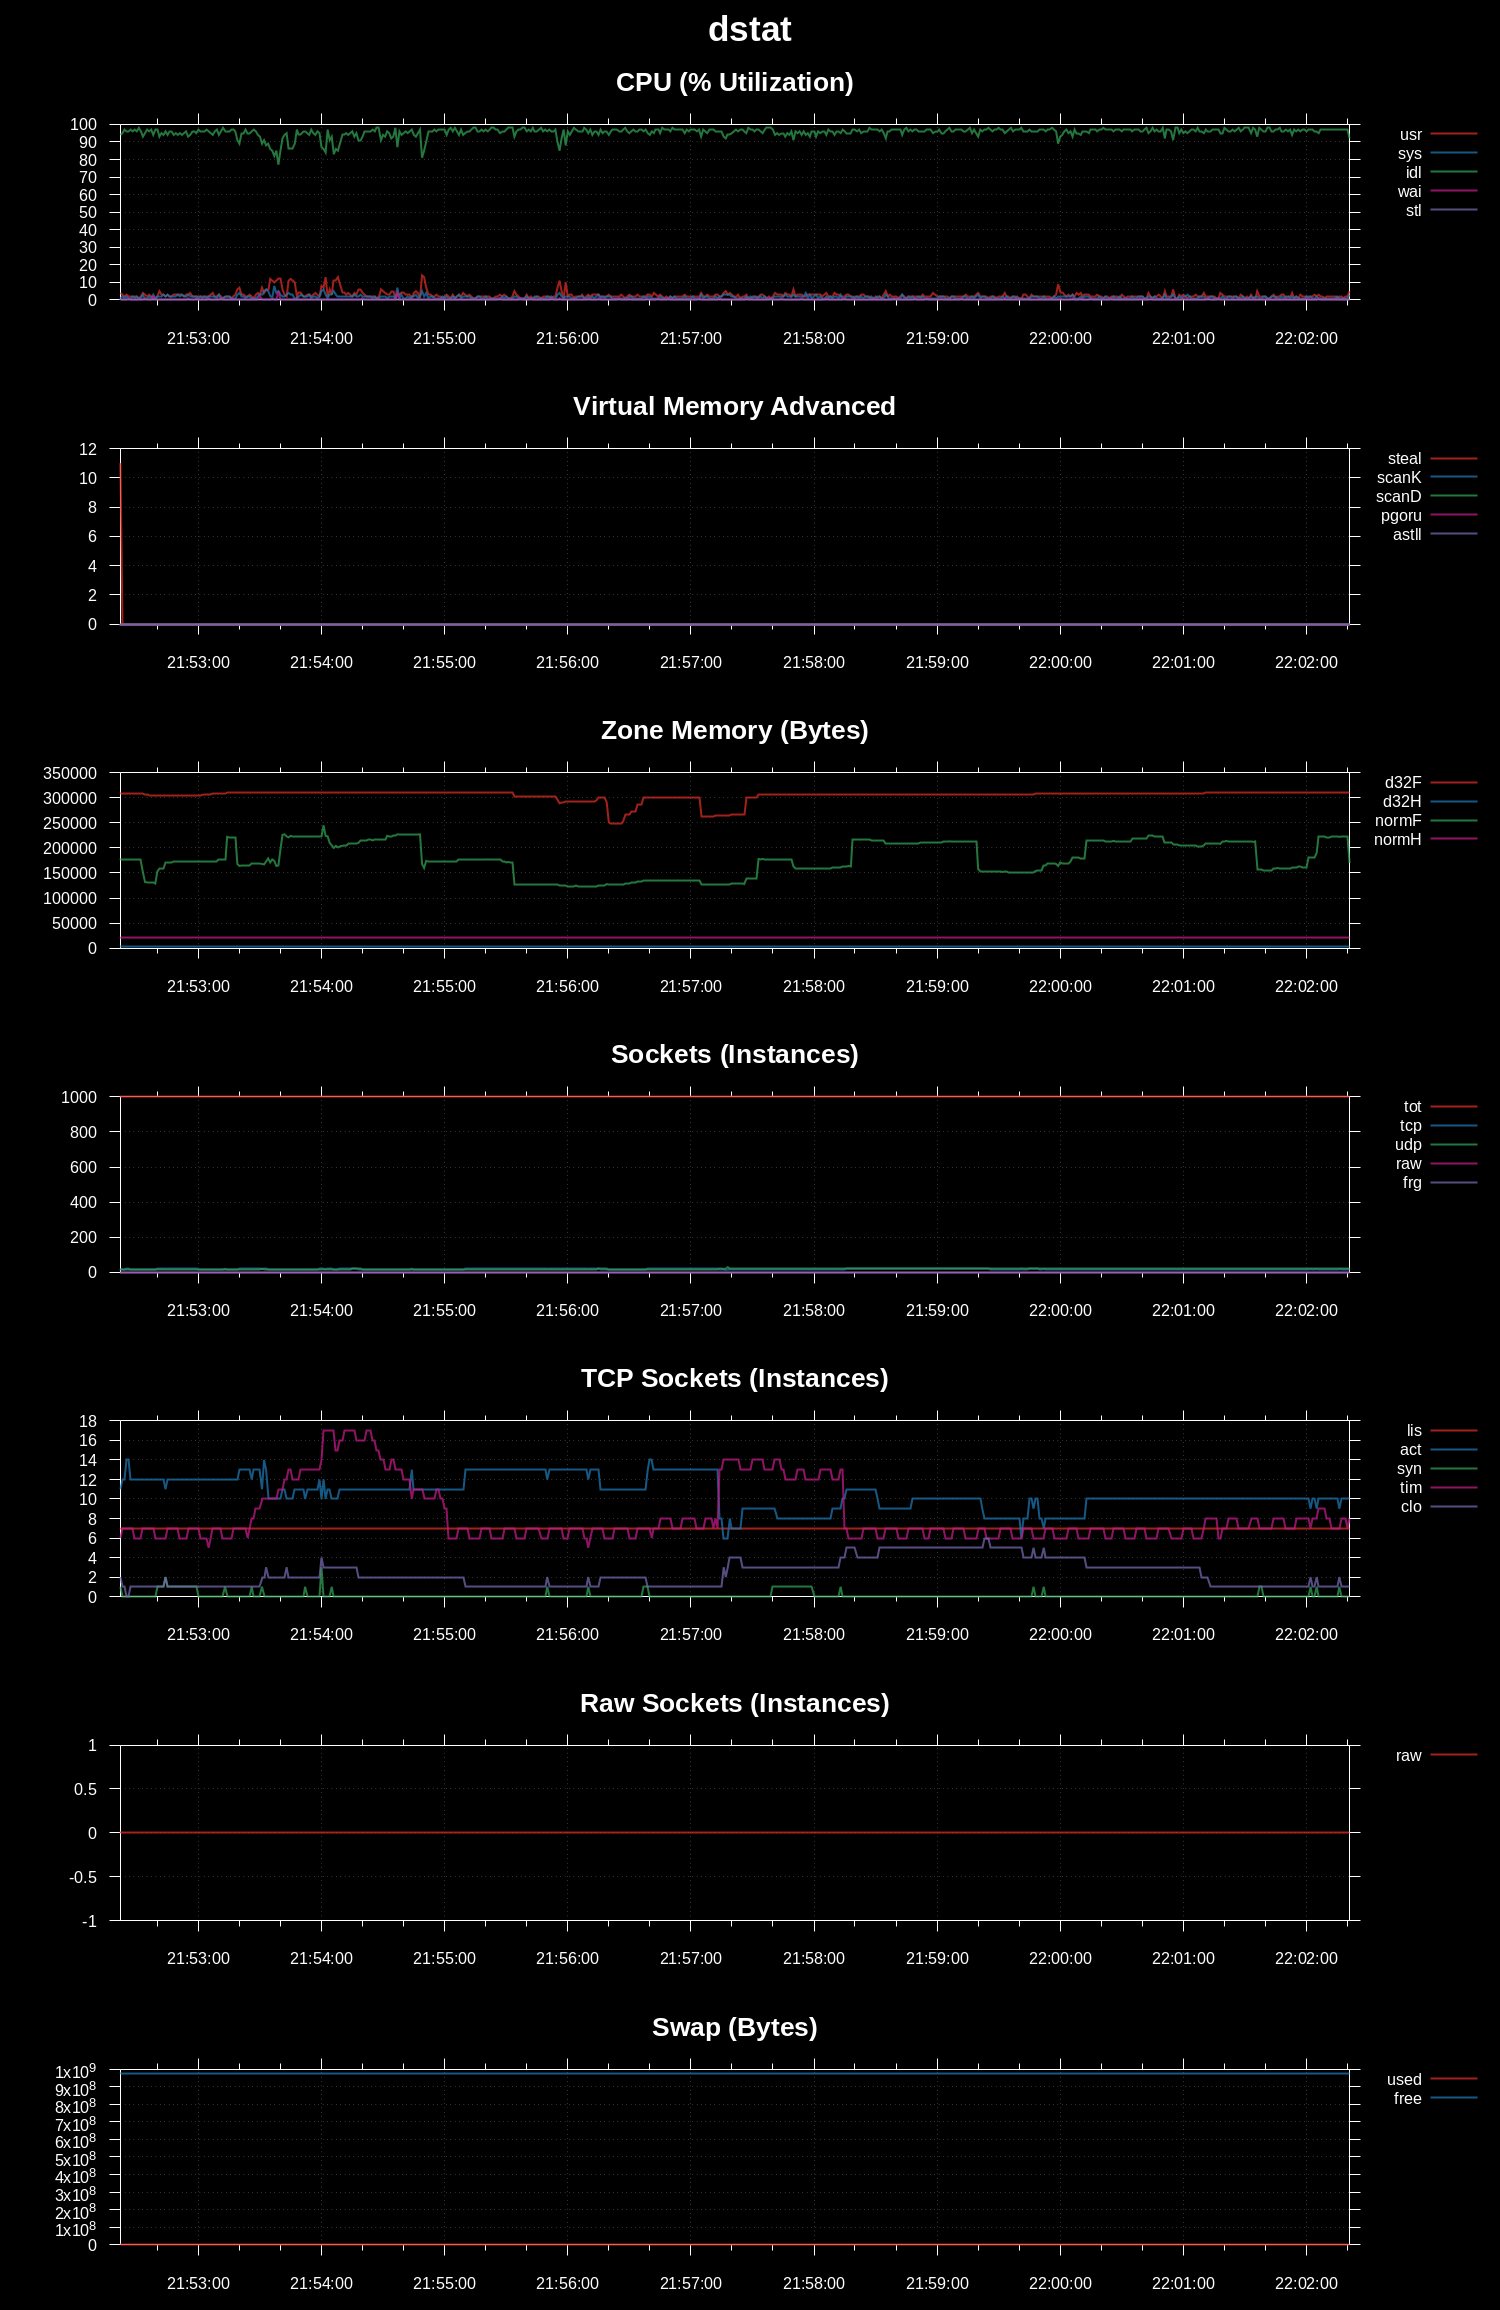 dstat
CPU (% Utilization)
100
90
80
70
60
50
40
30
20
10
0
21:53:00 21:54:00 21:55:00 21:56:00 21:57:00 21:58:00 21:59:00 22:00:00 22:01:00 22:02:00
usr
sys
idl
wai
stl
Virtual Memory Advanced
12
10
8
6
4
2
0
21:53:00 21:54:00 21:55:00 21:56:00 21:57:00 21:58:00 21:59:00 22:00:00 22:01:00 22:02:00
steal
scanK
scanD
pgoru
astll
Zone Memory (Bytes)
350000
300000
250000
200000
150000
100000
50000
0
21:53:00 21:54:00 21:55:00 21:56:00 21:57:00 21:58:00 21:59:00 22:00:00 22:01:00 22:02:00
d32F
d32H
normF
normH
Sockets (Instances)
1000
800
600
400
200
0
21:53:00 21:54:00 21:55:00 21:56:00 21:57:00 21:58:00 21:59:00 22:00:00 22:01:00 22:02:00
tot
tcp
udp
raw
frg
TCP Sockets (Instances)
18
16
14
12
10
8
6
4
2
0
21:53:00 21:54:00 21:55:00 21:56:00 21:57:00 21:58:00 21:59:00 22:00:00 22:01:00 22:02:00
lis
act
syn
tim
clo
Raw Sockets (Instances)
1
0.5
0
-0.5
-1
21:53:00 21:54:00 21:55:00 21:56:00 21:57:00 21:58:00 21:59:00 22:00:00 22:01:00 22:02:00
raw
Swap (Bytes)
1x10⁹
9x10⁸
8x10⁸
7x10⁸
6x10⁸
5x10⁸
4x10⁸
3x10⁸
2x10⁸
1x10⁸
0
21:53:00 21:54:00 21:55:00 21:56:00 21:57:00 21:58:00 21:59:00 22:00:00 22:01:00 22:02:00
used
free